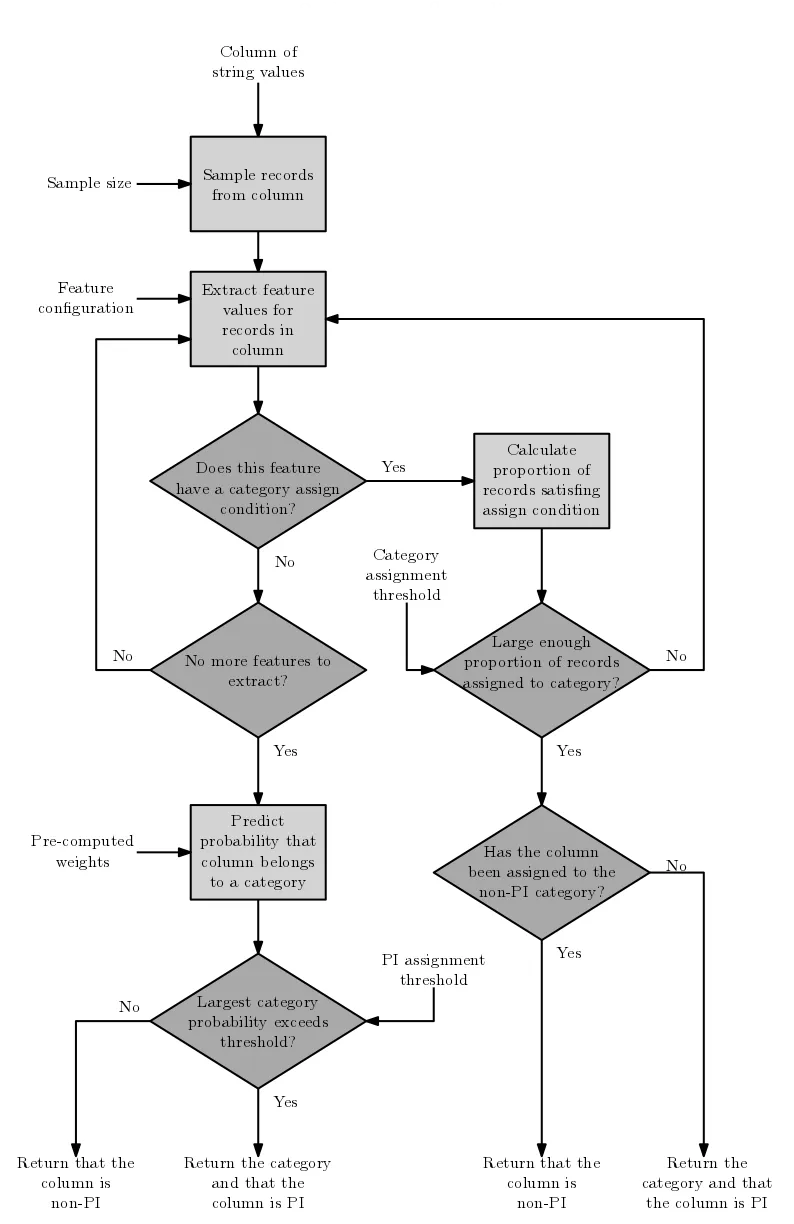 Column of
string values
Sample size
Sample records
from column
Feature
configuration
Extract feature
values for
records in
column
Does this feature
have a category assign
condition?
Yes
Calculate
proportion of
records satisfing
assign condition
No
Category
assignment
threshold
No
No more features to
extract?
Large enough
proportion of records
assigned to category?
No
Yes
Yes
Pre-computed
weights
Predict
probability that
column belongs
to a category
Has the column
been assigned to the
non-PI category?
No
Yes
PI assignment
threshold
No
Largest category
probability exceeds
threshold?
Yes
Return that the
column is
non-PI
Return the category
and that the
column is PI
Return that the
column is
non-PI
Return the
category and that
the column is PI